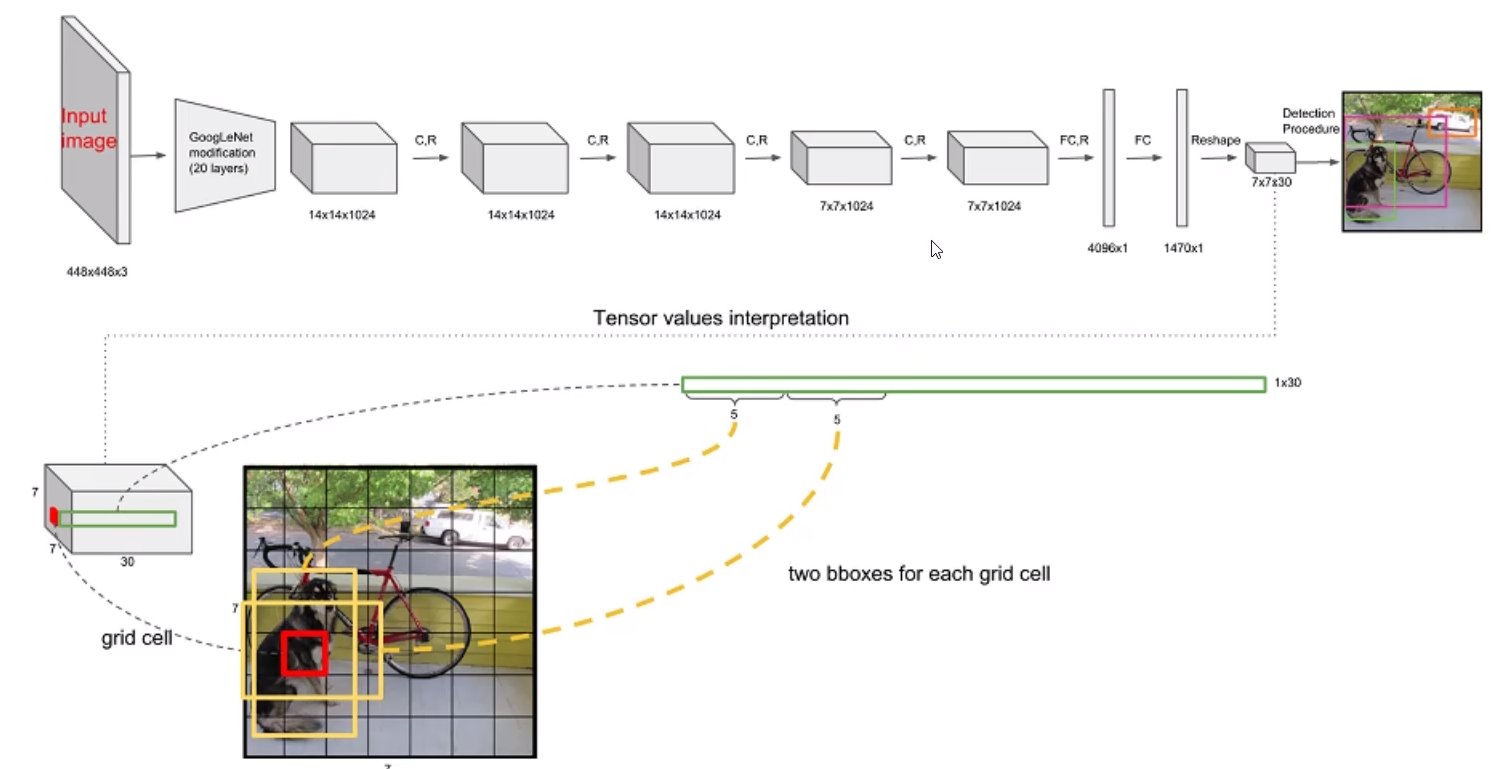 Input
image
448x448x3
GoogLeNet
modification
(20 layers)
14x14x1024
C,R
14x14x1024
C,R
14x14x1024
C,R
7x7x1024
C,R
7x7x1024
FC,R
4096x1
FC
1470x1
Reshape
7x7x30
Detection
Procedure
Tensor values interpretation
1x30
5
5
7
7
30
7
grid cell
two bboxes for each grid cell